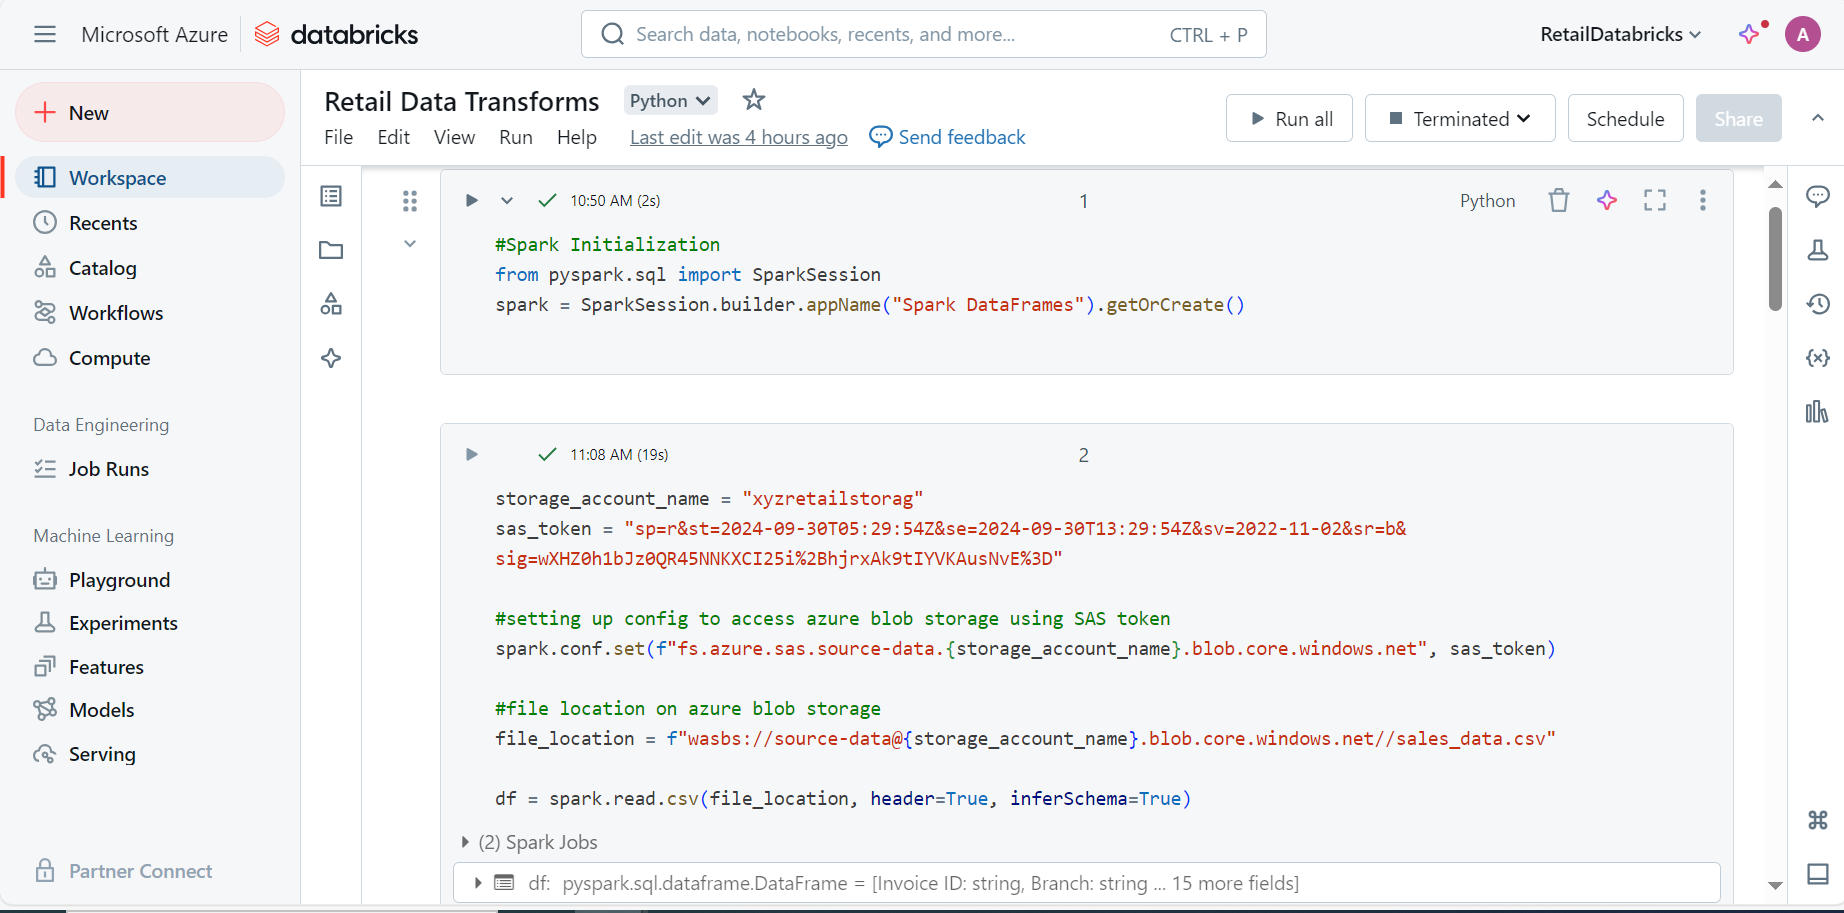 Microsoft Azure
databricks
Search data, notebooks, recents, and more...
CTRL + P
RetailDatabricks
A
New
Workspace
Recents
Catalog
Workflows
Compute
Data Engineering
Job Runs
Machine Learning
Playground
Experiments
Features
Models
Serving
Partner Connect
Retail Data Transforms
Python
File Edit View Run Help
Last edit was 4 hours ago
Send feedback
Run all
Terminated
Schedule
Share
10:50 AM (2s)
1
Python
#Spark Initialization
from pyspark.sql import SparkSession
spark = SparkSession.builder.appName("Spark DataFrames").getOrCreate()
11:08 AM (19s)
2
storage_account_name = "xyzretailstorag"
sas_token = "sp=r&st=2024-09-30T05:29:54Z&se=2024-09-30T13:29:54Z&sv=2022-11-02&sr=b&
sig=wXHZ0h1bJz0QR45NNKXCI25i%2BhjrxAk9tIYVKAusNvE%3D"
#setting up config to access azure blob storage using SAS token
spark.conf.set(f"fs.azure.sas.source-data.{storage_account_name}.blob.core.windows.net", sas_token)
#file location on azure blob storage
file_location = f"wasbs://source-data@{storage_account_name}.blob.core.windows.net//sales_data.csv"
df = spark.read.csv(file_location, header=True, inferSchema=True)
(2) Spark Jobs
df: pyspark.sql.dataframe.DataFrame = [Invoice ID: string, Branch: string ... 15 more fields]